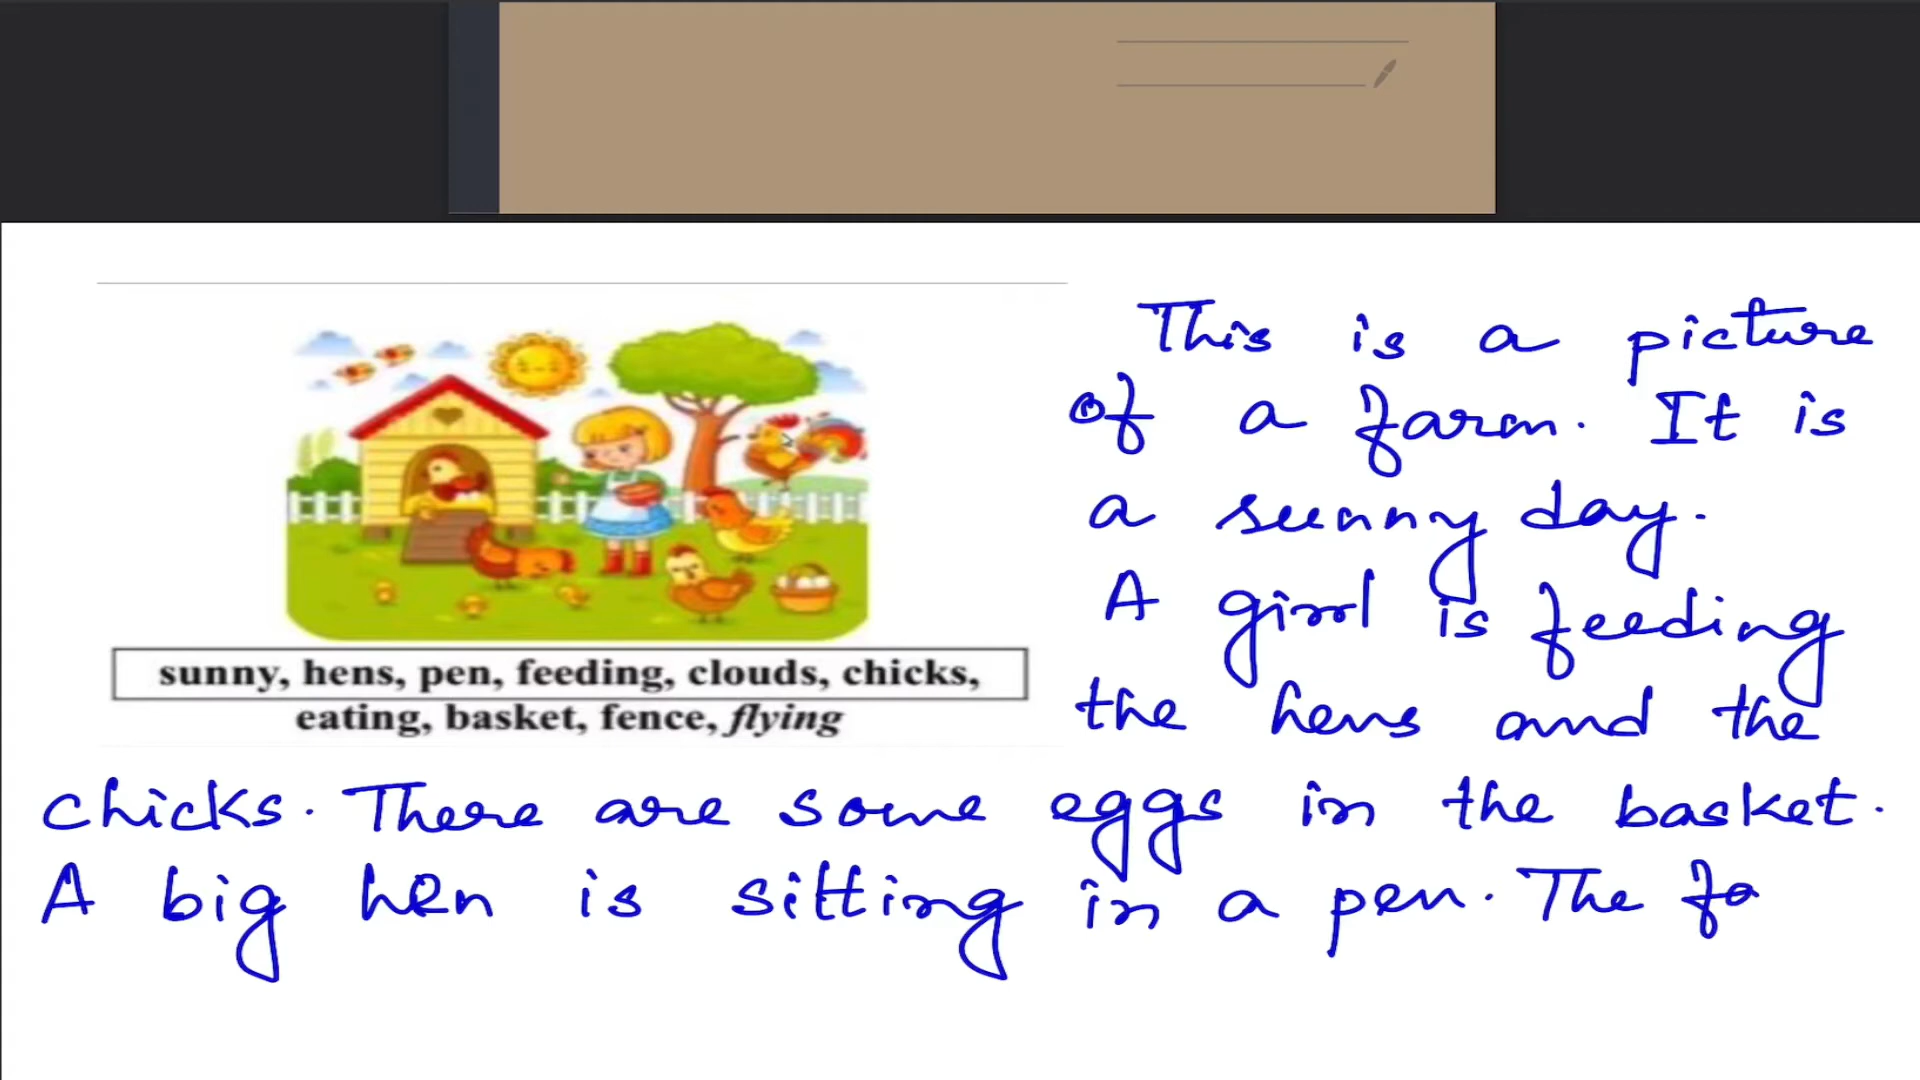 This is a picture
of a farm. It is
a sunny day.
A girl is feeding
the hens and the
sunny, hens, pen, feeding, clouds, chicks,
eating, basket, fence, flying
chicks. There are some eggs in the basket.
A big hen is sitting in a pen. The fa